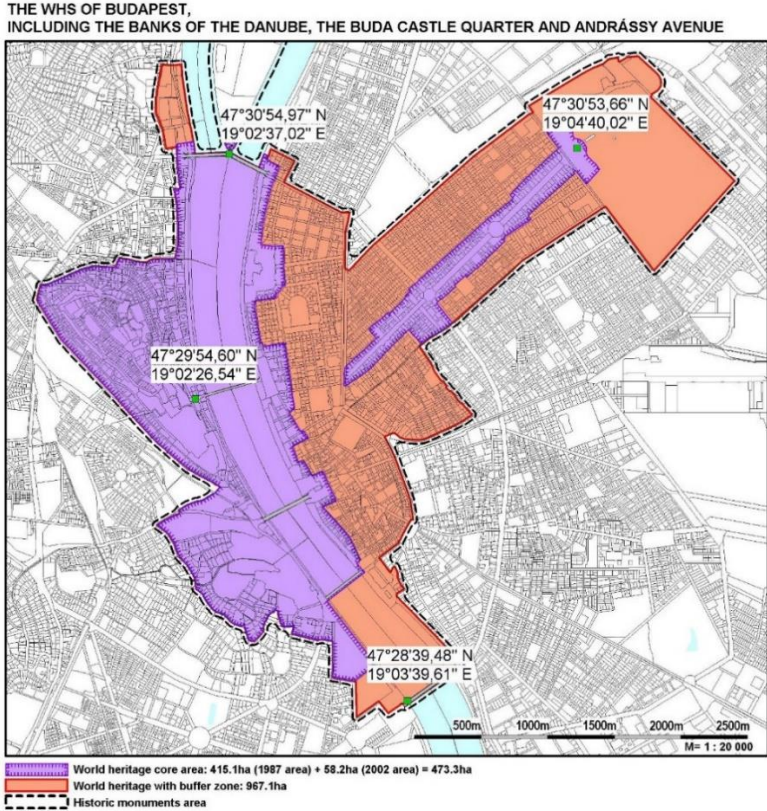 THE WHS OF BUDAPEST,
INCLUDING THE BANKS OF THE DANUBE, THE BUDA CASTLE QUARTER AND ANDRÁSSY AVENUE
47°30'54,97" N
19°02'37,02" E
47°30'53,66" N
19°04'40,02" E
47°29'54,60" N
19°02'26,54" E
47°28'39,48" N
19°03'39,61" E
500m 1000m 1500m 2000m 2500m
M= 1 : 20 000
World heritage core area: 415.1ha (1987 area) + 58.2ha (2002 area) = 473.3ha
World heritage with buffer zone: 967.1ha
Historic monuments area